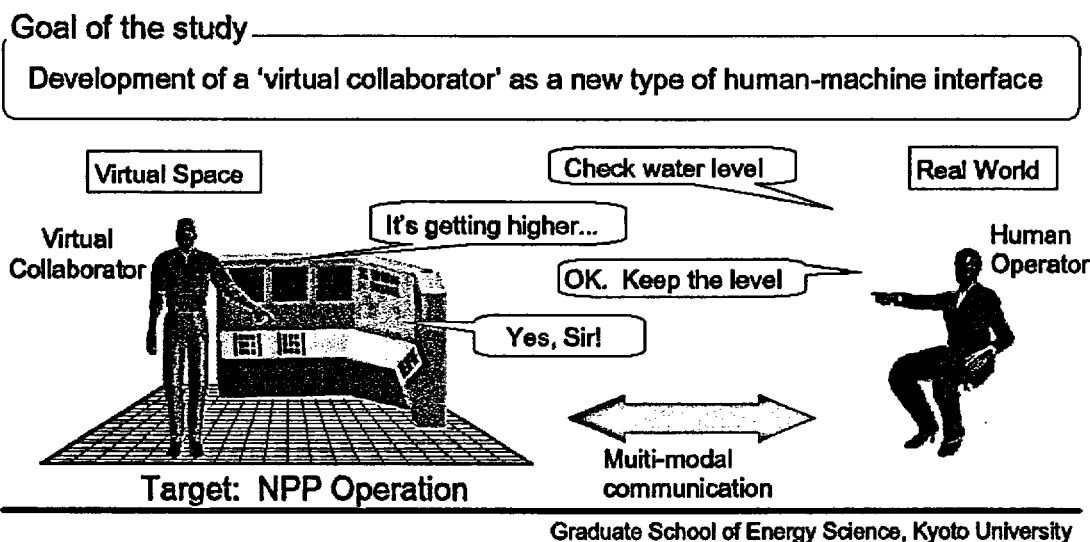 Goal of the study
Development of a 'virtual collaborator' as a new type of human-machine interface
Virtual Space
Check water level
Real World
It's getting higher...
Virtual
Collaborator
Human
Operator
OK. Keep the level
Yes, Sir!
Muiti-modal
communication
Target: NPP Operation
Graduate School of Energy Science, Kyoto University